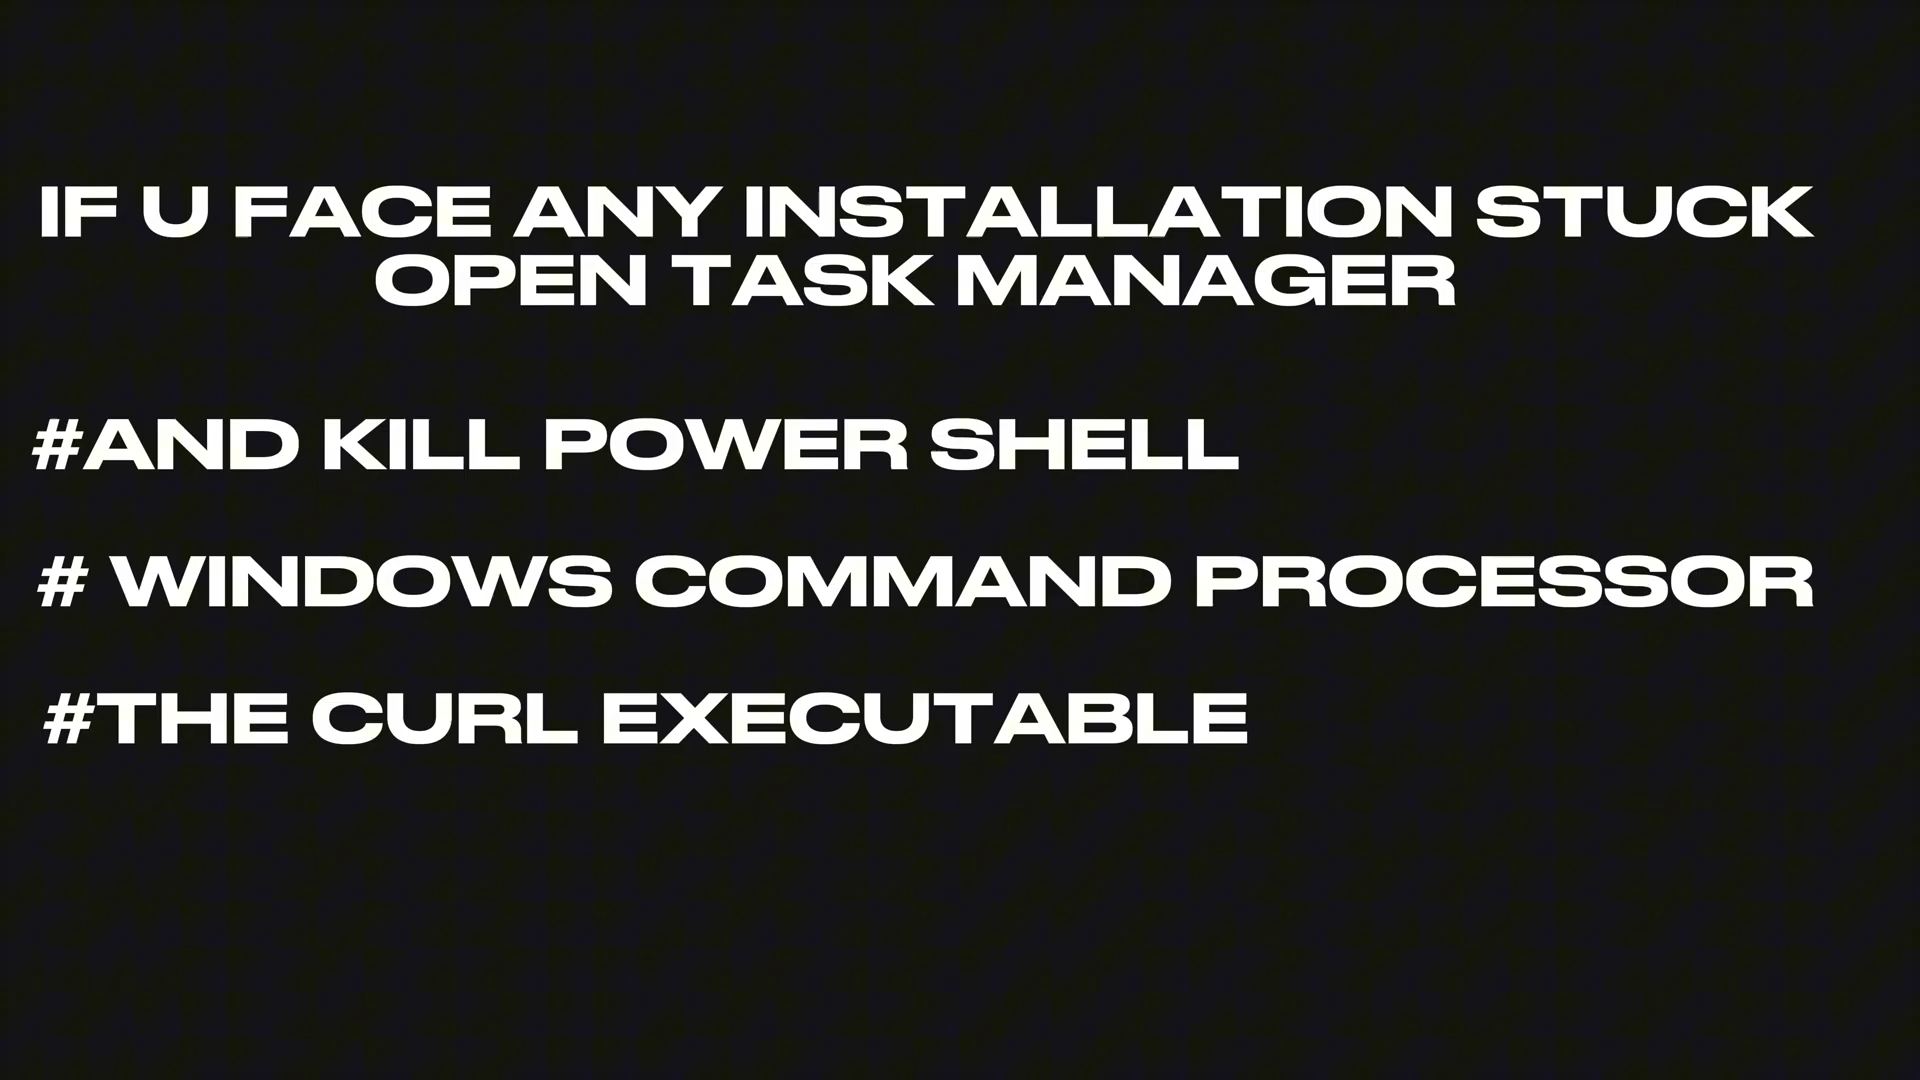 IF U FACE ANY INSTALLATION STUCK
OPEN TASK MANAGER
#AND KILL POWER SHELL
# WINDOWS COMMAND PROCESSOR
#THE CURL EXECUTABLE